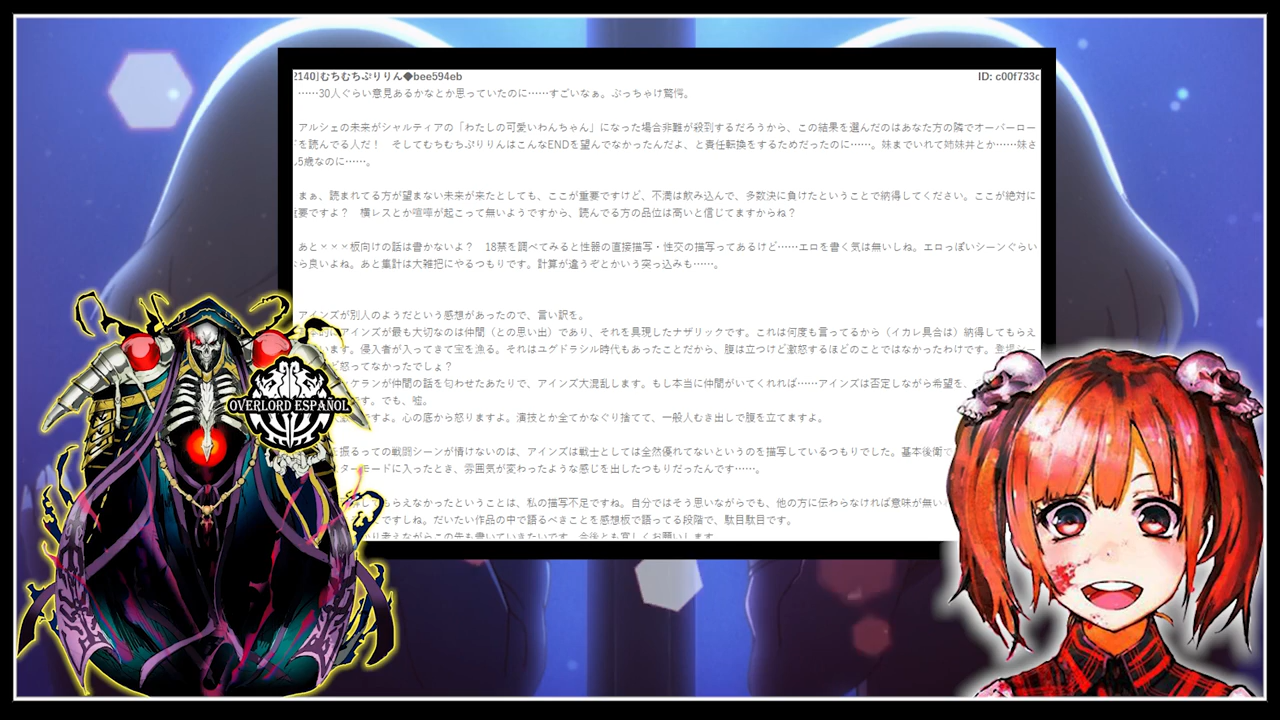 2140]むちむちぷりりん◆bee594eb
ID: c00f733c
……30人ぐらい意見あるかなとか思っていたのに……すごいなぁ。ぶっちゃけ驚愕。
アルシェの未来がシャルティアの「わたしの可愛いわんちゃん」になった場合非難が殺到するだろうから、この結果を選んだのはあなた方の隣でオーバーロー
を読んでる人だ！　そしてむちむちぷりりんはこんなENDを望んでなかったんだよ、と責任転換をするためだったのに……。妹までいれて姉妹丼とか……妹さ
5歳なのに……。
まぁ、読まれてる方が望まない未来が来たとしても、ここが重要ですけど、不満は飲み込んで、多数決に負けたということで納得してください。ここが絶対に
重要ですよ？　横レスとか喧嘩が起こって無いようですから、読んでる方の品位は高いと信じてますからね？
あと×××板向けの話は書かないよ？　18禁を調べてみると性器の直接描写・性交の描写ってあるけど……エロを書く気は無いしね。エロっぽいシーンぐらい
なら良いよね。あと集計は大雑把にやるつもりです。計算が違うぞとかいう突っ込みも……。
アインズが別人のようだという感想があったので、言い訳を。
アインズが最も大切なのは仲間（との思い出）であり、それを具現したナザリックです。これは何度も言ってるから（イカレ具合は）納得してもらえ
います。侵入者が入ってきて宝を漁る。それはユグドラシル時代もあったことだから、腹は立つけど激怒するほどのことではなかったわけです。登場シー
ど怒ってなかったでしょ？
ケランが仲間の話を匂わせたあたりで、アインズ大混乱します。もし本当に仲間がいてくれれば……アインズは否定しながら希望を、
す。でも、嘘。
すよ。心の底から怒りますよ。演技とか全てかなぐり捨てて、一般人むき出しで腹を立てますよ。
振るっての戦闘シーンが情けないのは、アインズは戦士としては全然優れてないというのを描写しているつもりでした。基本後衛で
ターモードに入ったとき、雰囲気が変わったような感じを出したつもりだったんです……。
もらえなかったということは、私の描写不足ですね。自分ではそう思いながらでも、他の方に伝わらなければ意味が無い
ですしね。だいたい作品の中で語るべきことを感想板で語ってる段階で、駄目駄目です。
考えながらこの先も書いていきたいです。今後とも宜しくお願いします。
OVERLORD ESPAÑOL